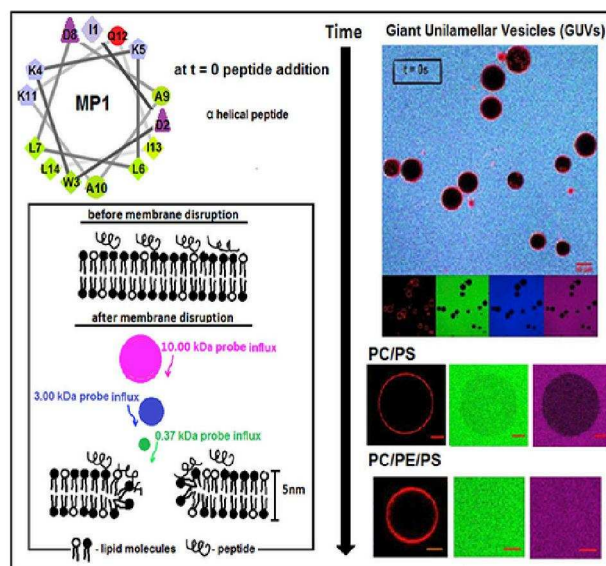 D8
I1
Q12
K5
K4
K11
MP1
A9
D2
L7
I13
L14
W3
A10
L6
at t = 0 peptide addition
α helical peptide
before membrane disruption
after membrane disruption
10.00 kDa probe influx
3.00 kDa probe influx
0.37 kDa probe influx
5nm
- lipid molecules
- peptide
Time
Giant Unilamellar Vesicles (GUVs)
t = 0s
PC/PS
PC/PE/PS